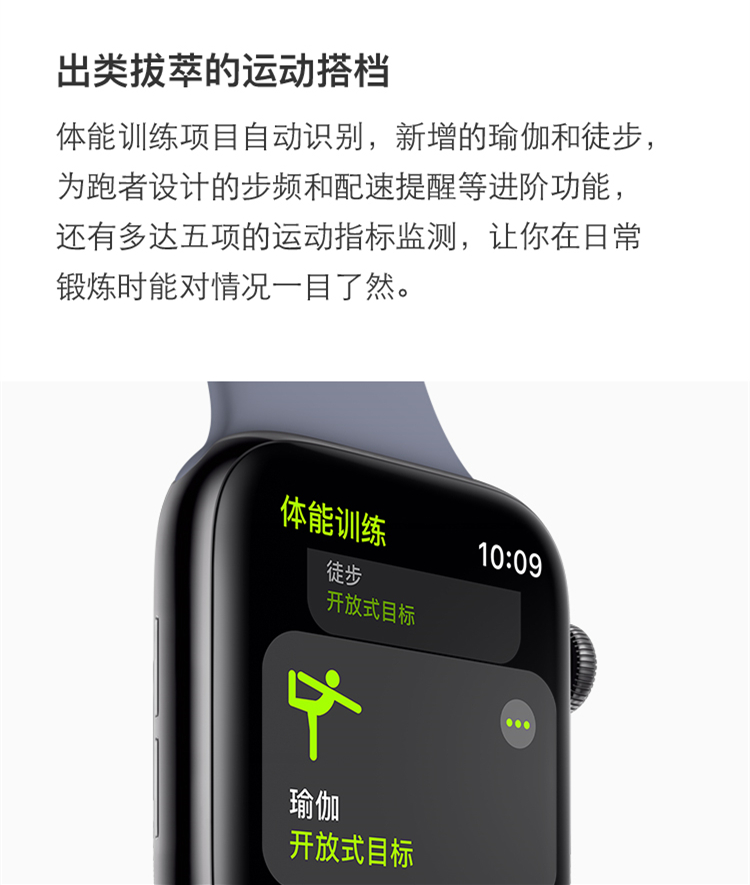 出类拔萃的运动搭档
体能训练项目自动识别，新增的瑜伽和徒步，
为跑者设计的步频和配速提醒等进阶功能，
还有多达五项的运动指标监测，让你在日常
锻炼时能对情况一目了然。
体能训练
10:09
徒步
开放式目标
瑜伽
开放式目标